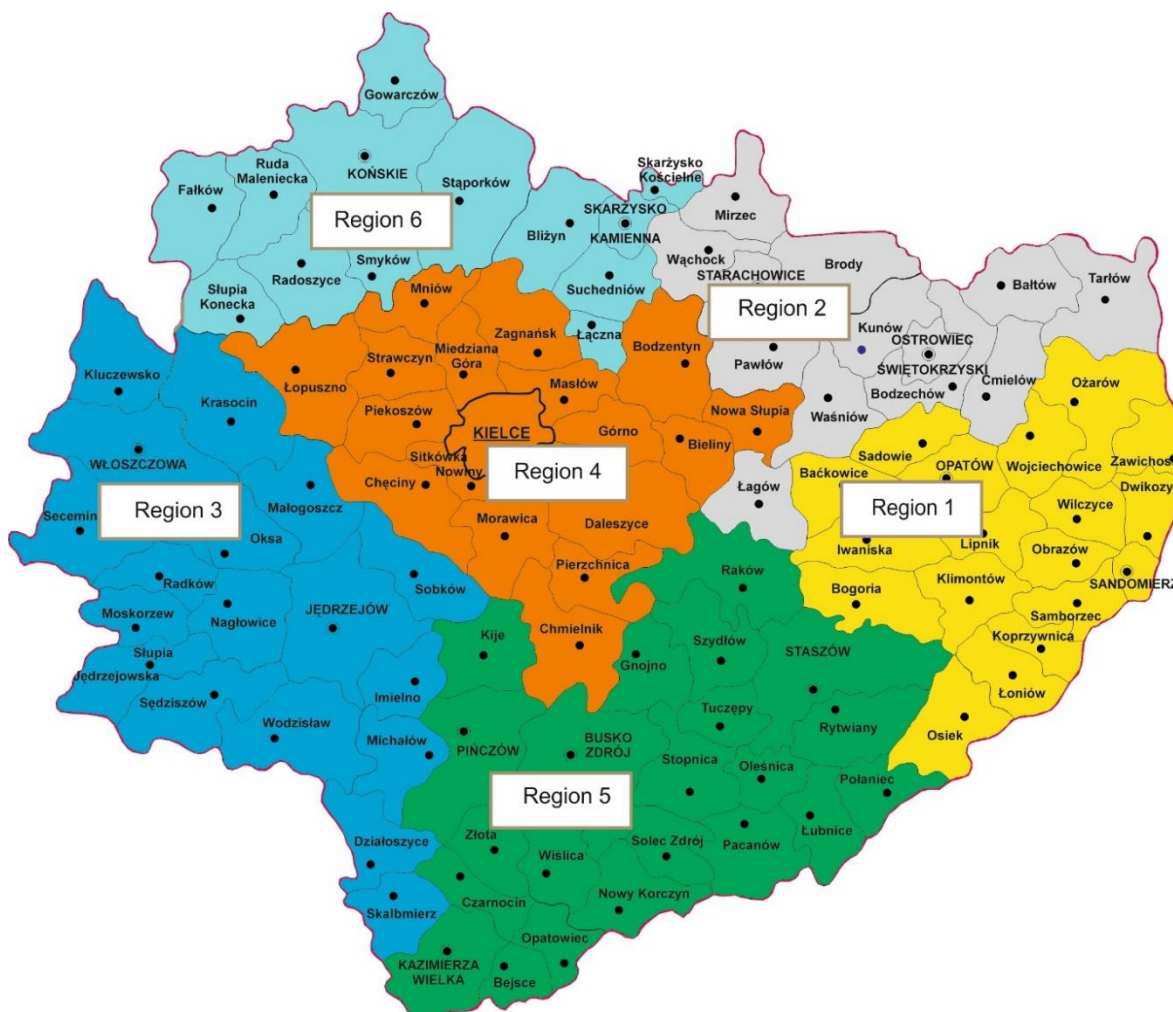 Gowarczów
Ruda
Maleniecka
KOŃSKIE
Fałków
Stąporków
Region 6
Skarżysko
Kościelne
SKARŻYSKO
KAMIENNA
Bliżyn
Mirzec
Wąchock
STARACHOWICE
Brody
Radoszyce
Smyków
Słupia
Konecka
Suchedniów
Łączna
Region 2
Bałtów
Tarłów
Mniów
Zagnańsk
Bodzentyn
Kunów
OSTROWIEC
ŚWIĘTOKRZYSKI
Pawłów
Bodzechów
Ćmielów
Ożarów
Strawczyn
Miedziana
Góra
Łopuszno
Masłów
Kluczewsko
Krasocin
Piekoszów
Nowa Słupia
Waśniów
KIELCE
Górno
Bieliny
Sadowie
OPATÓW
Wojciechowice
Zawichost
WŁOSZCZOWA
Sitkówka
Nowiny
Region 4
Chęciny
Baćkowice
Dwikozy
Łagów
Region 1
Wilczyce
Małogoszcz
Region 3
Secemin
Morawica
Daleszyce
Oksa
Iwaniska
Lipnik
Obrazów
Pierzchnica
Raków
SANDOMIERZ
Radków
Sobków
Bogoria
Klimontów
Samborzec
Moskorzew
Nagłowice
JĘDRZEJÓW
Kije
Chmielnik
Szydłów
STASZÓW
Koprzywnica
Słupia
Jędrzejowska
Gnojno
Łoniów
Sędziszów
Imielno
Tuczępy
Rytwiany
Wodzisław
Michałów
PIŃCZÓW
BUSKO
ZDRÓJ
Osiek
Stopnica
Oleśnica
Połaniec
Region 5
Łubnice
Działoszyce
Złota
Wiślica
Solec Zdrój
Pacanów
Skalbmierz
Czarnocin
Nowy Korczyn
Opatowiec
KAZIMIERZA
WIELKA
Bejsce